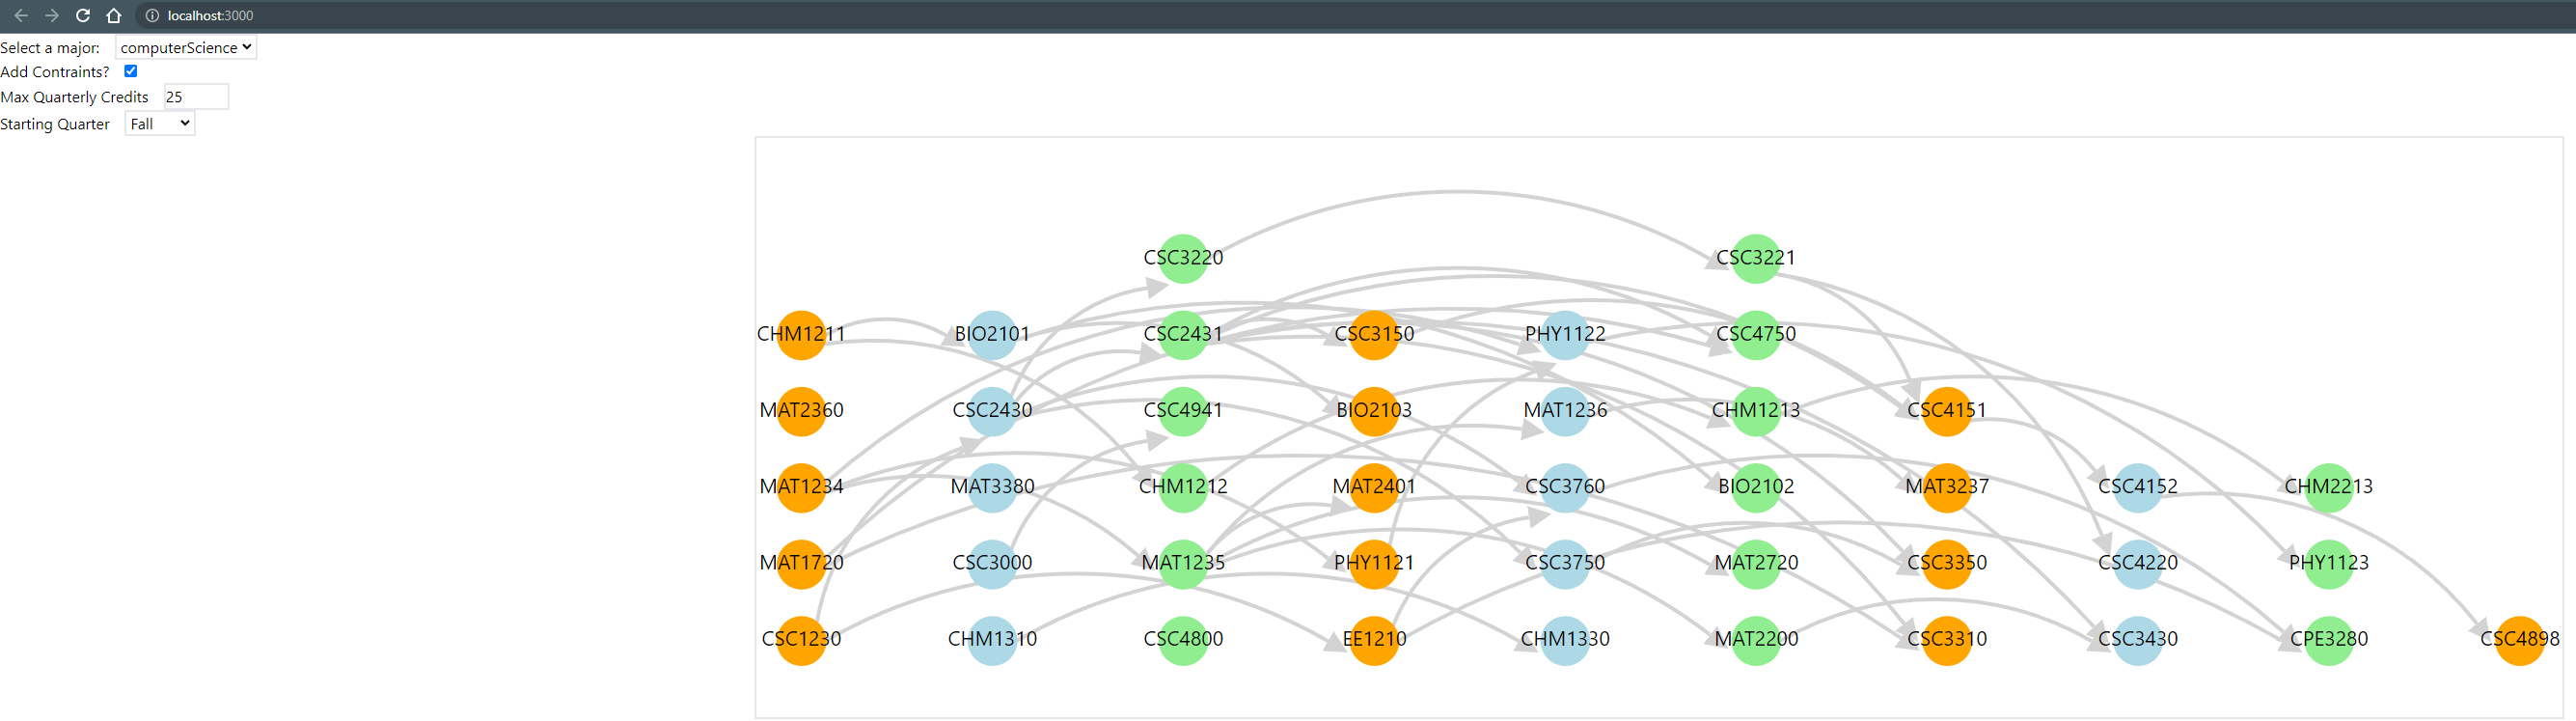 localhost:3000
Select a major: computerScience
Add Contraints?
Max Quarterly Credits 25
Starting Quarter Fall
CSC3220 CSC3221
CHM1211 BIO2101 CSC2431 CSC3150 PHY1122 CSC4750
MAT2360 CSC2430 CSC4941 BIO2103 MAT1236 CHM1213 CSC4151
MAT1234 MAT3380 CHM1212 MAT2401 CSC3760 BIO2102 MAT3237 CSC4152 CHM2213
MAT1720 CSC3000 MAT1235 PHY1121 CSC3750 MAT2720 CSC3350 CSC4220 PHY1123
CSC1230 CHM1310 CSC4800 EE1210 CHM1330 MAT2200 CSC3310 CSC3430 CPE3280 CSC4898